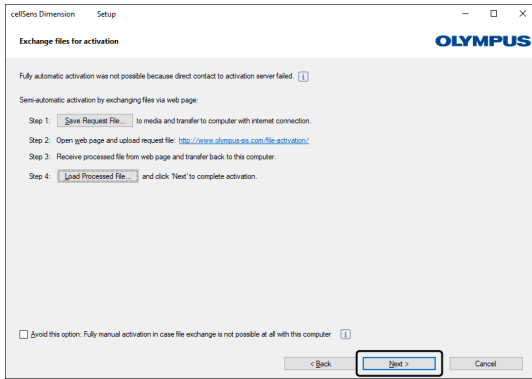 cellSens Dimension Setup
Exchange files for activation
OLYMPUS
Fully automatic activation was not possible because direct contact to activation server failed. i
Semi-automatic activation by exchanging files via web page:
Step 1: Save Request File... to media and transfer to computer with internet connection.
Step 2: Open web page and upload request file: http://www.olympus-sis.com/file-activation/
Step 3: Receive processed file from web page and transfer back to this computer.
Step 4: Load Processed File... and click 'Next' to complete activation.
Avoid this option: Fully manual activation in case file exchange is not possible at all with this computer i
< Back Next > Cancel